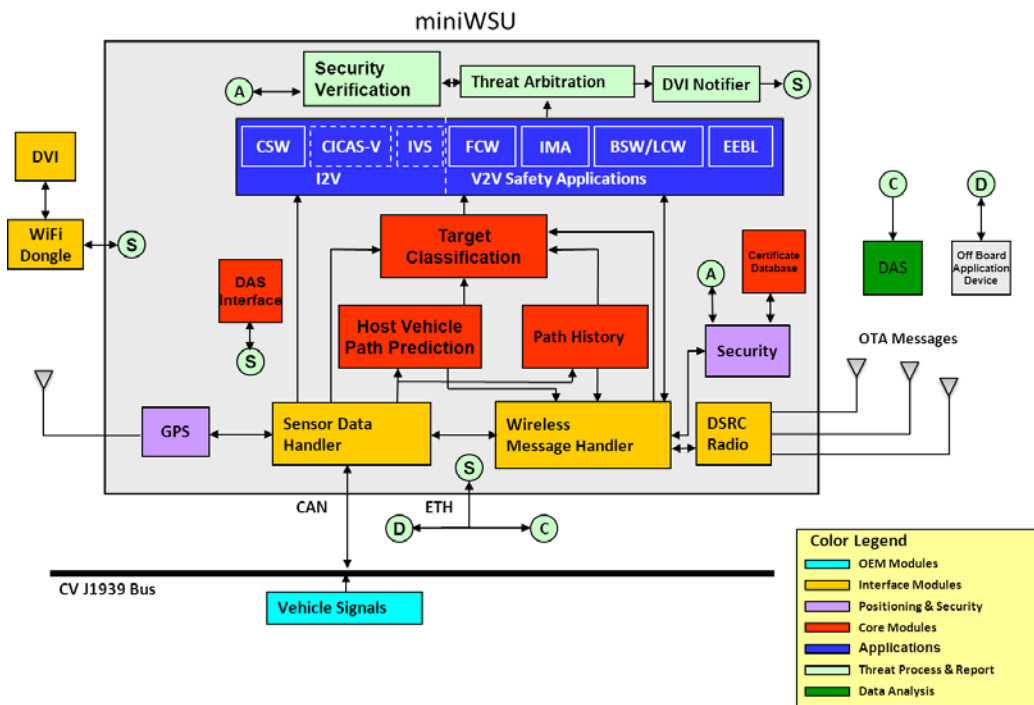 miniWSU
Security
Verification
Threat Arbitration
DVI Notifier
A
S
CSW
CICAS-V
IVS
FCW
IMA
BSW/LCW
EEBL
I2V
V2V Safety Applications
DVI
WiFi
Dongle
S
Target
Classification
DAS
Interface
S
Host Vehicle
Path Prediction
Path History
A
Certificate
Database
Security
C
DAS
D
Off Board
Application
Device
OTA Messages
GPS
Sensor Data
Handler
Wireless
Message Handler
DSRC
Radio
S
CAN
ETH
D
C
CV J1939 Bus
Vehicle Signals
Color Legend
OEM Modules
Interface Modules
Positioning & Security
Core Modules
Applications
Threat Process & Report
Data Analysis